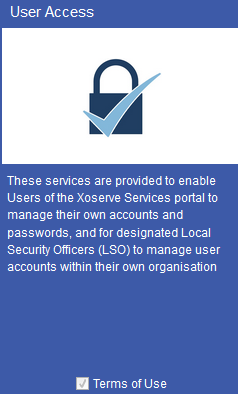 User Access
These services are provided to enable
Users of the Xoserve Services portal to
manage their own accounts and
passwords, and for designated Local
Security Officers (LSO) to manage user
accounts within their own organisation
Terms of Use